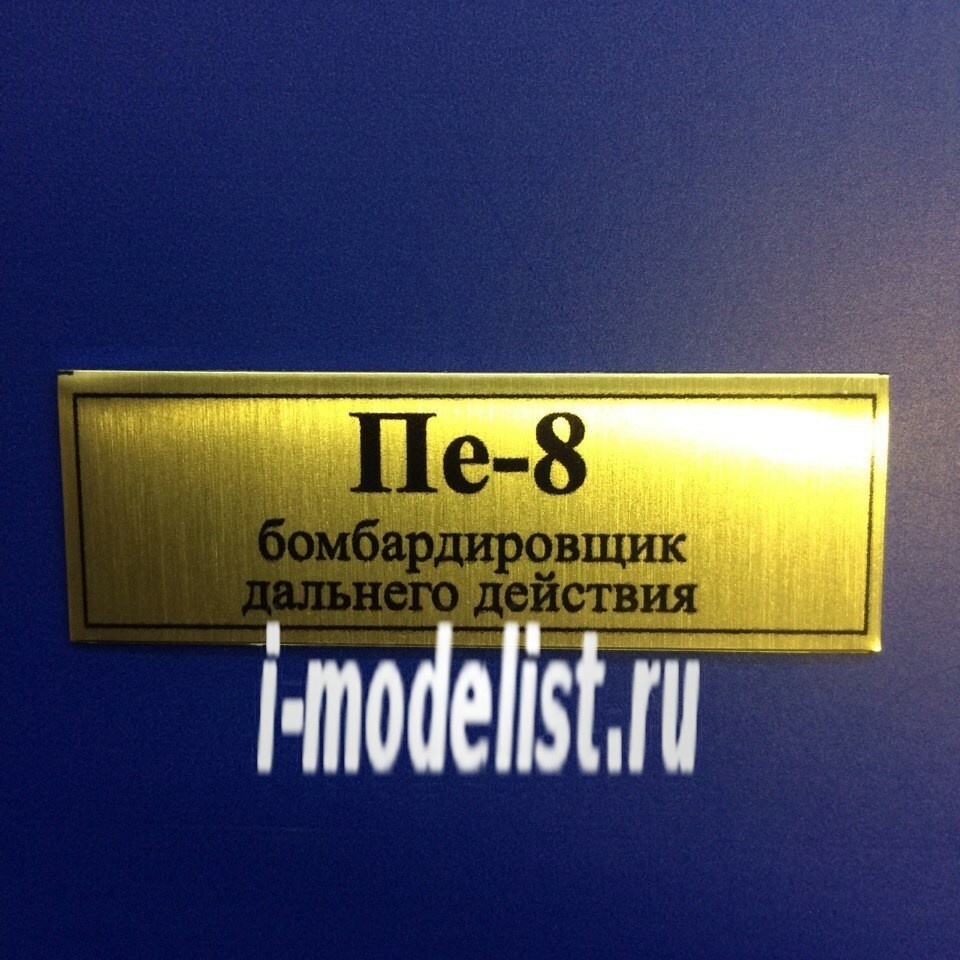 Пе-8
бомбардировщик
дальнего действия
i-modelist.ru